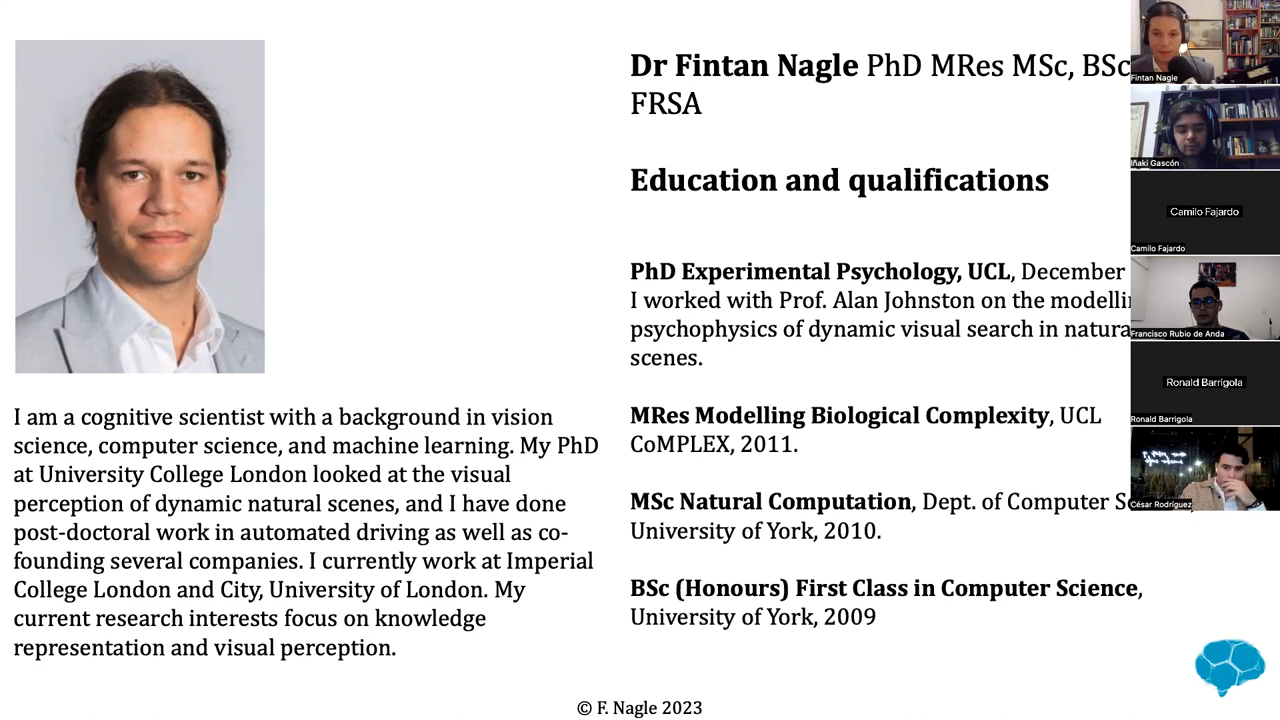 I am a cognitive scientist with a background in vision
science, computer science, and machine learning. My PhD
at University College London looked at the visual
perception of dynamic natural scenes, and I have done
post-doctoral work in automated driving as well as co-
founding several companies. I currently work at Imperial
College London and City, University of London. My
current research interests focus on knowledge
representation and visual perception.
Dr Fintan Nagle PhD MRes MSc, BSc
FRSA
Education and qualifications
PhD Experimental Psychology, UCL, December
I worked with Prof. Alan Johnston on the
psychophysics of dynamic visual search in
scenes.
MRes Modelling Biological Complexity, UCL
CoMPLEX, 2011.
MSc Natural Computation, Dept. of Computer
University of York, 2010.
BSc (Honours) First Class in Computer Science,
University of York, 2009
© F. Nagle 2023
Fintan Nagle
Iñaki Gascón
Camilo Fajardo
Camilo Fajardo
Francisco Rubio de Anda
Ronald Barrigola
Ronald Barrigola
César Rodríguez